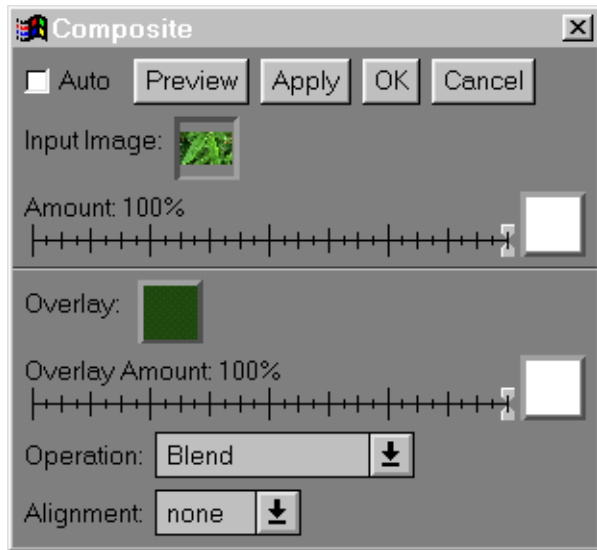 Composite
Auto Preview Apply OK Cancel
Input Image:
Amount: 100%
Overlay:
Overlay Amount: 100%
Operation: Blend
Alignment: none